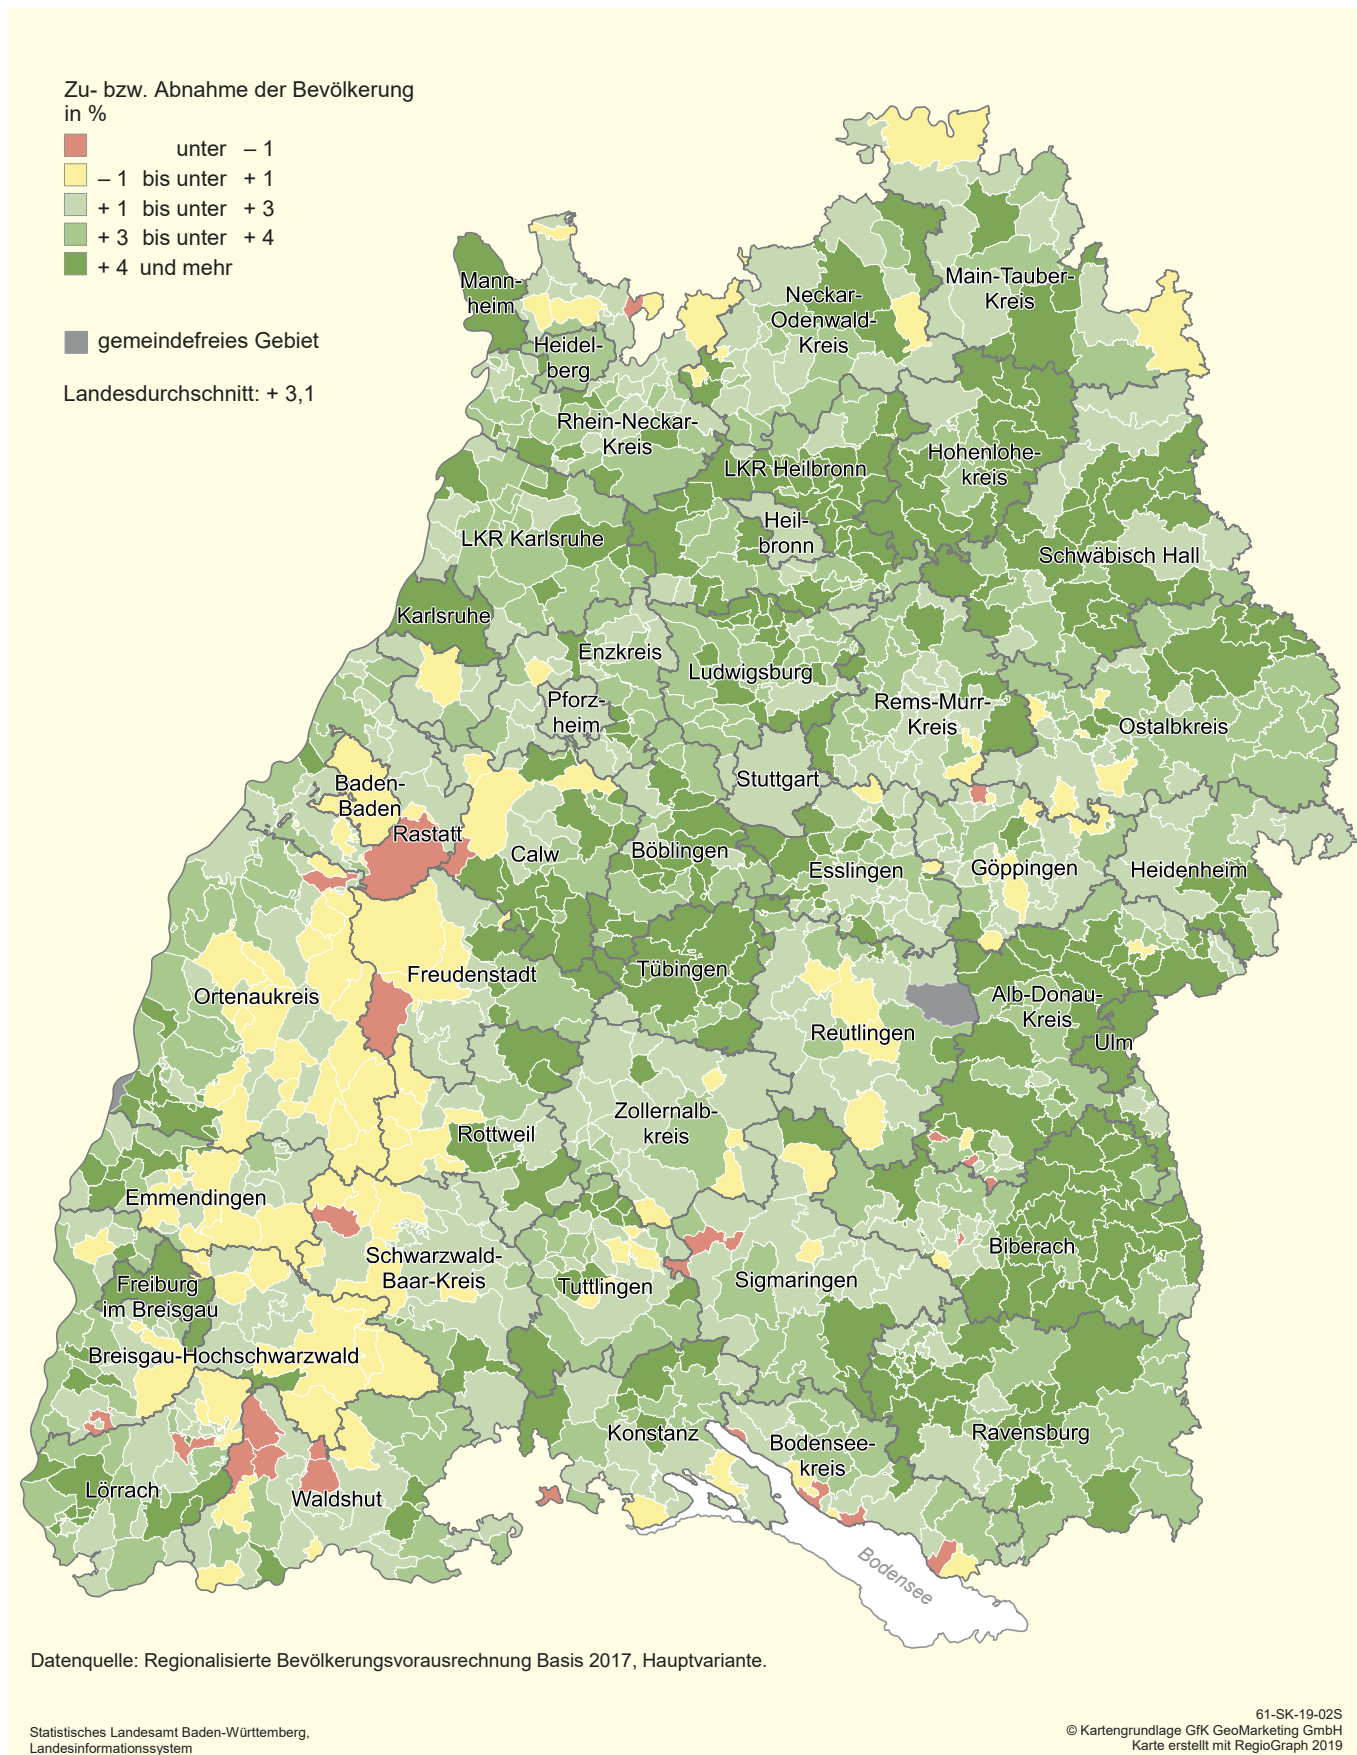 Zu- bzw. Abnahme der Bevölkerung
in %
unter – 1
– 1 bis unter + 1
+ 1 bis unter + 3
+ 3 bis unter + 4
+ 4 und mehr
gemeindefreies Gebiet
Landesdurchschnitt: + 3,1
Mann-
heim
Heidel-
berg
Rhein-Neckar-
Kreis
Neckar-
Odenwald-
Kreis
Main-Tauber-
Kreis
LKR Heilbronn
Hohenlohe-
kreis
Heil-
bronn
LKR Karlsruhe
Schwäbisch Hall
Karlsruhe
Enzkreis
Ludwigsburg
Pforz-
heim
Rems-Murr-
Kreis
Ostalbkreis
Stuttgart
Baden-
Baden
Rastatt
Calw
Böblingen
Esslingen
Göppingen
Heidenheim
Freudenstadt
Tübingen
Ortenaukreis
Reutlingen
Alb-Donau-
Kreis
Ulm
Zollernalb-
kreis
Rottweil
Emmendingen
Schwarzwald-
Baar-Kreis
Tuttlingen
Sigmaringen
Biberach
Freiburg
im Breisgau
Breisgau-Hochschwarzwald
Konstanz
Bodensee-
kreis
Ravensburg
Lörrach
Waldshut
Bodensee
Datenquelle: Regionalisierte Bevölkerungsvorausrechnung Basis 2017, Hauptvariante.
Statistisches Landesamt Baden-Württemberg,
Landesinformationssystem
61-SK-19-02S
© Kartengrundlage GfK GeoMarketing GmbH
Karte erstellt mit RegioGraph 2019